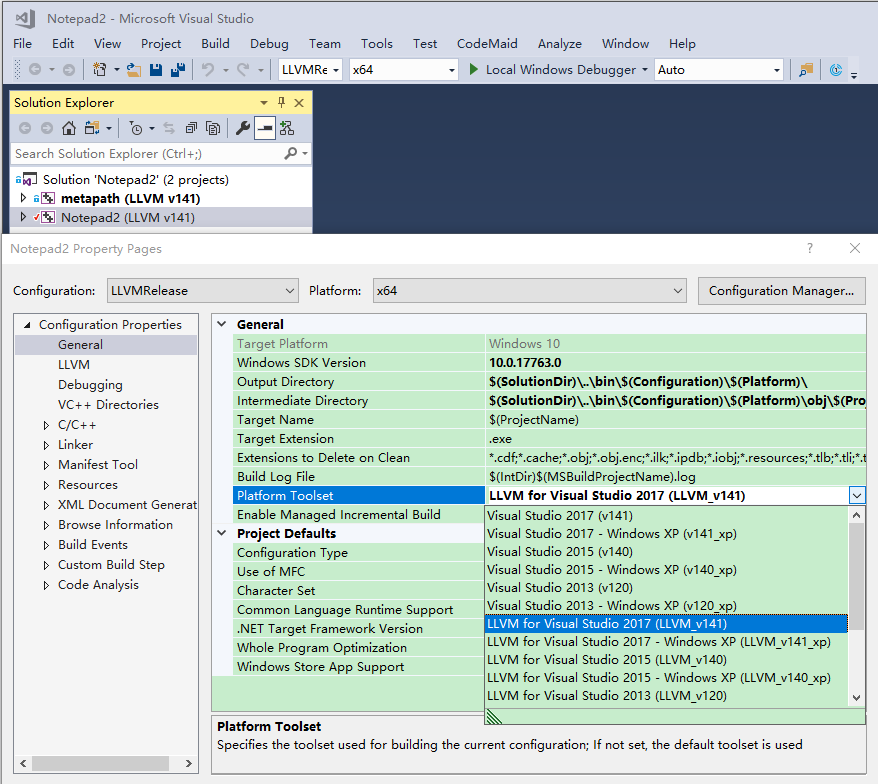 Notepad2 - Microsoft Visual Studio
File Edit View Project Build Debug Team Tools Test CodeMaid Analyze Window Help
LLVMRe x64 Local Windows Debugger Auto
Solution Explorer
Search Solution Explorer (Ctrl+;)
Solution 'Notepad2' (2 projects)
metapath (LLVM v141)
Notepad2 (LLVM v141)
Notepad2 Property Pages ?
Configuration: LLVMRelease Platform: x64 Configuration Manager...
Configuration Properties
General
LLVM
Debugging
VC++ Directories
C/C++
Linker
Manifest Tool
Resources
XML Document Generat
Browse Information
Build Events
Custom Build Step
Code Analysis
General
Target Platform Windows 10
Windows SDK Version 10.0.17763.0
Output Directory $(SolutionDir)\..\bin\$(Configuration)\$(Platform)\
Intermediate Directory $(SolutionDir)\..\bin\$(Configuration)\$(Platform)\obj\$(Proj
Target Name $(ProjectName)
Target Extension .exe
Extensions to Delete on Clean *.cdf;*.cache;*.obj;*.obj.enc;*.ilk;*.ipdb;*.iobj;*.resources;*.tlb;*.tli;*.t
Build Log File $(IntDir)$(MSBuildProjectName).log
Platform Toolset LLVM for Visual Studio 2017 (LLVM_v141)
Enable Managed Incremental Build
Project Defaults
Configuration Type
Use of MFC
Character Set
Common Language Runtime Support
.NET Target Framework Version
Whole Program Optimization
Windows Store App Support
Visual Studio 2017 (v141)
Visual Studio 2017 - Windows XP (v141_xp)
Visual Studio 2015 (v140)
Visual Studio 2015 - Windows XP (v140_xp)
Visual Studio 2013 (v120)
Visual Studio 2013 - Windows XP (v120_xp)
LLVM for Visual Studio 2017 (LLVM_v141)
LLVM for Visual Studio 2017 - Windows XP (LLVM_v141_xp)
LLVM for Visual Studio 2015 (LLVM_v140)
LLVM for Visual Studio 2015 - Windows XP (LLVM_v140_xp)
LLVM for Visual Studio 2013 (LLVM_v120)
Platform Toolset
Specifies the toolset used for building the current configuration; If not set, the default toolset is used